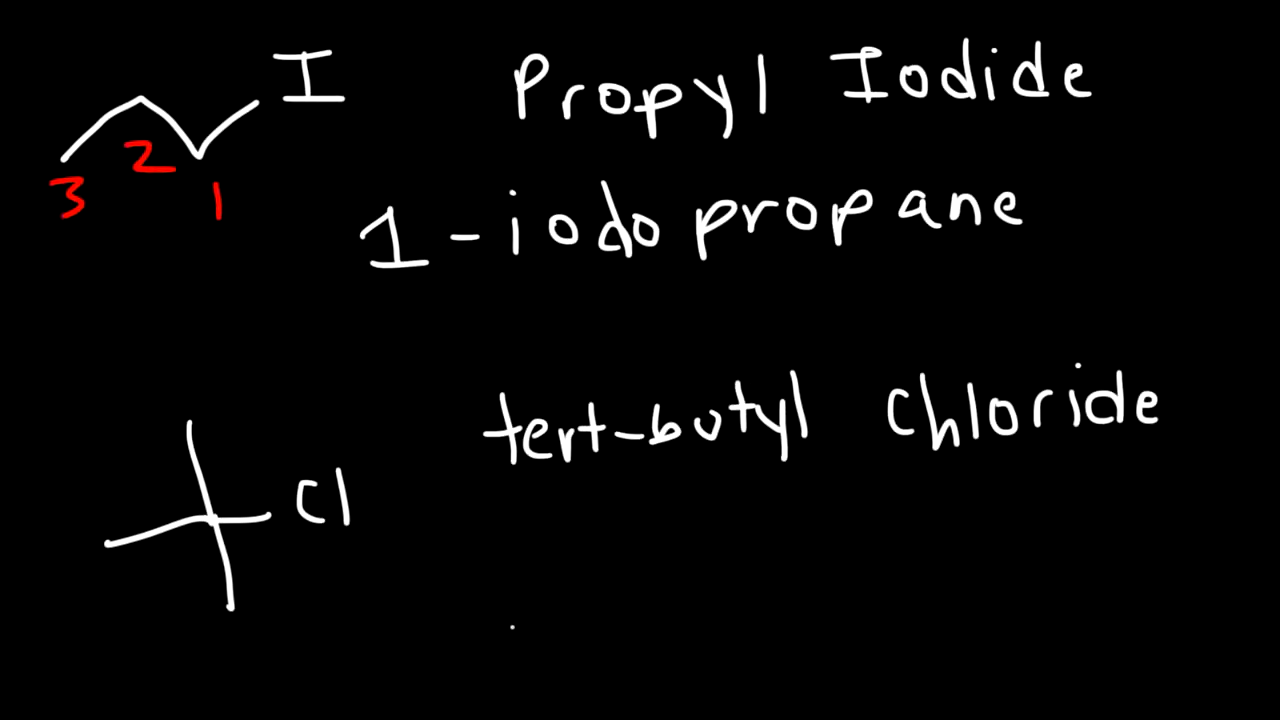 I
Propyl Iodide
3 2 1
1-iodopropane
tert-butyl chloride
Cl